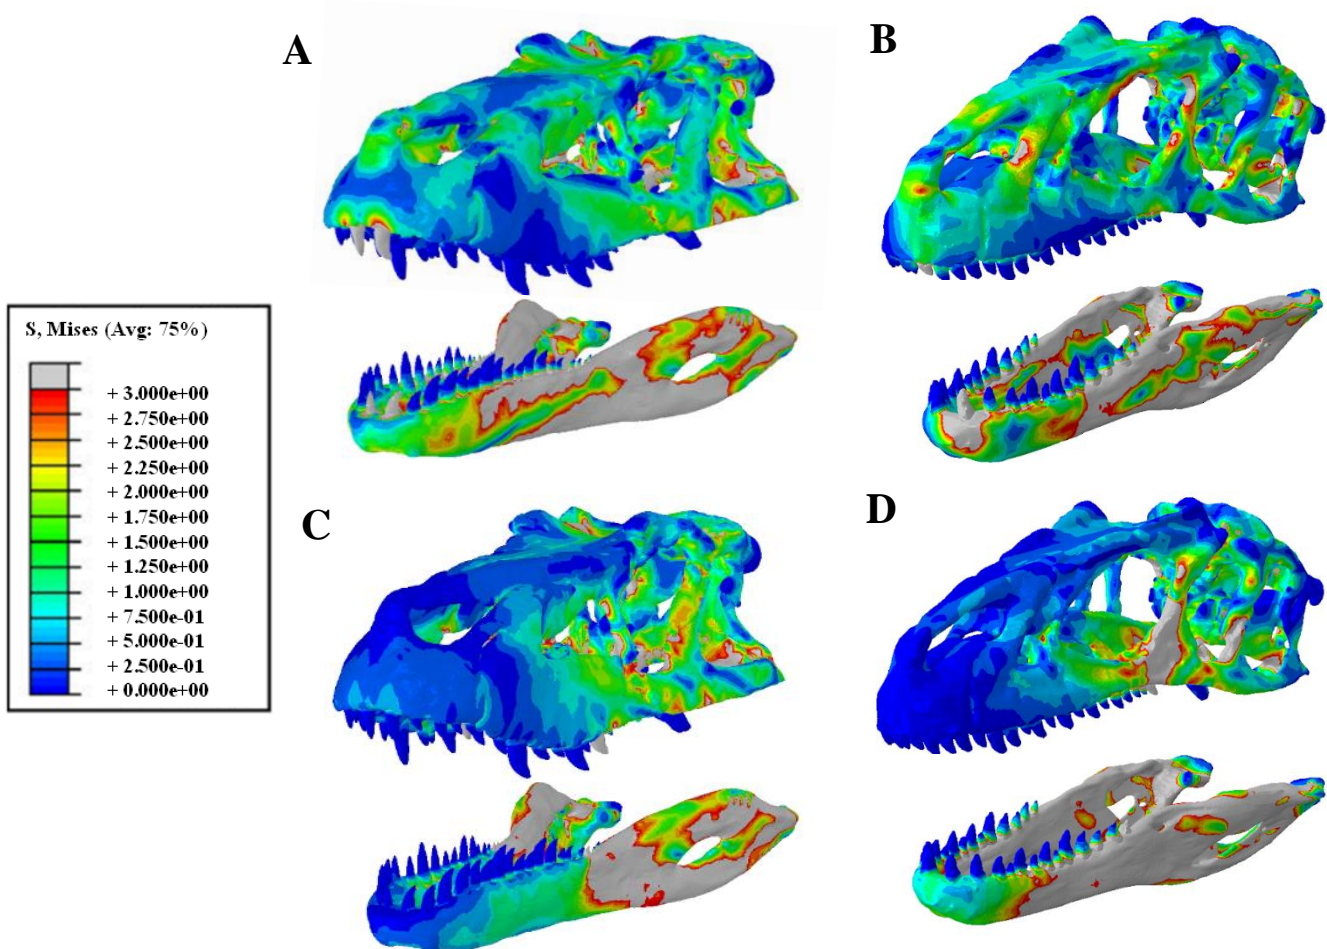 A
B
S, Mises (Avg: 75%)
+ 3.000e+00
+ 2.750e+00
+ 2.500e+00
+ 2.250e+00
+ 2.000e+00
+ 1.750e+00
+ 1.500e+00
+ 1.250e+00
+ 1.000e+00
+ 7.500e-01
+ 5.000e-01
+ 2.500e-01
+ 0.000e+00
C
D